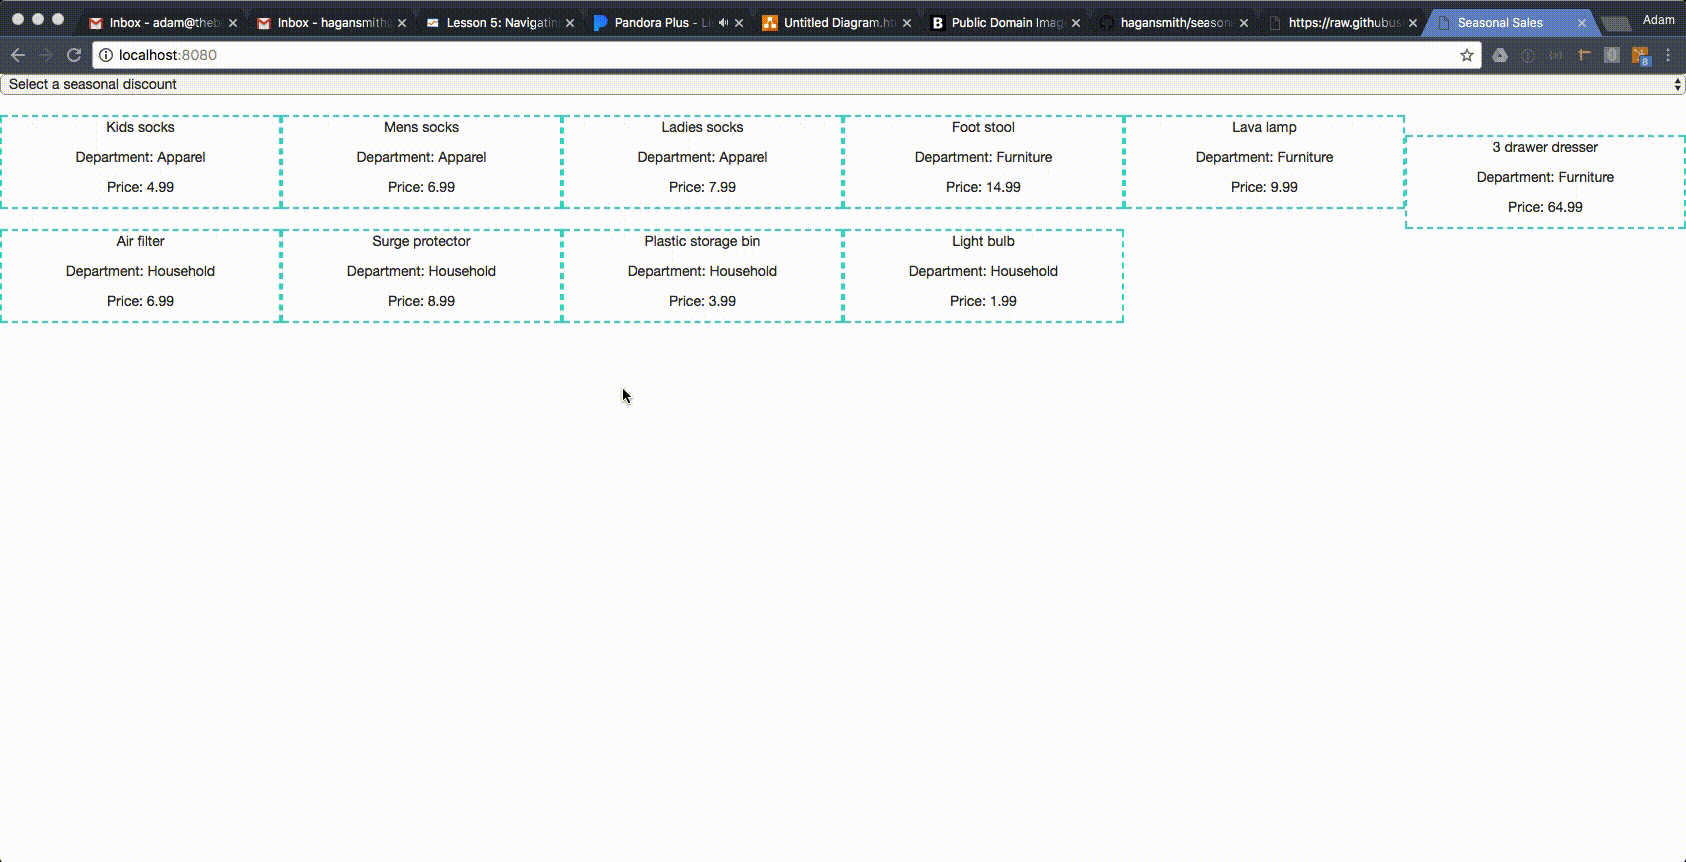 Inbox - adam@theb
Inbox - hagansmith
Lesson 5: Navigatin
Pandora Plus - Li
Untitled Diagram.ht
Public Domain Imag
hagansmith/season
https://raw.githubus
Seasonal Sales
Adam
localhost:8080
8
Select a seasonal discount
Kids socks
Department: Apparel
Price: 4.99
Mens socks
Department: Apparel
Price: 6.99
Ladies socks
Department: Apparel
Price: 7.99
Foot stool
Department: Furniture
Price: 14.99
Lava lamp
Department: Furniture
Price: 9.99
3 drawer dresser
Department: Furniture
Price: 64.99
Air filter
Department: Household
Price: 6.99
Surge protector
Department: Household
Price: 8.99
Plastic storage bin
Department: Household
Price: 3.99
Light bulb
Department: Household
Price: 1.99